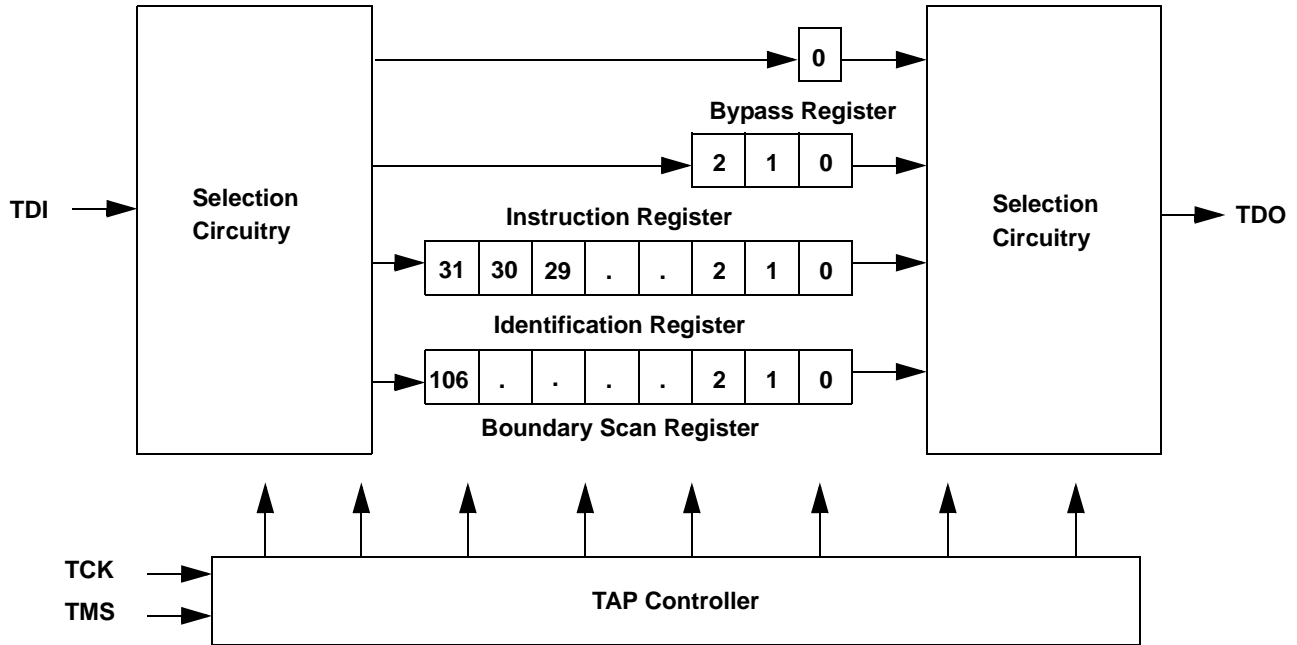 0
Bypass Register
2 1 0
TDI
Selection
Circuitry
Selection
Circuitry
TDO
Instruction Register
31 30 29 . . 2 1 0
Identification Register
106 . . . . 2 1 0
Boundary Scan Register
TCK
TMS
TAP Controller